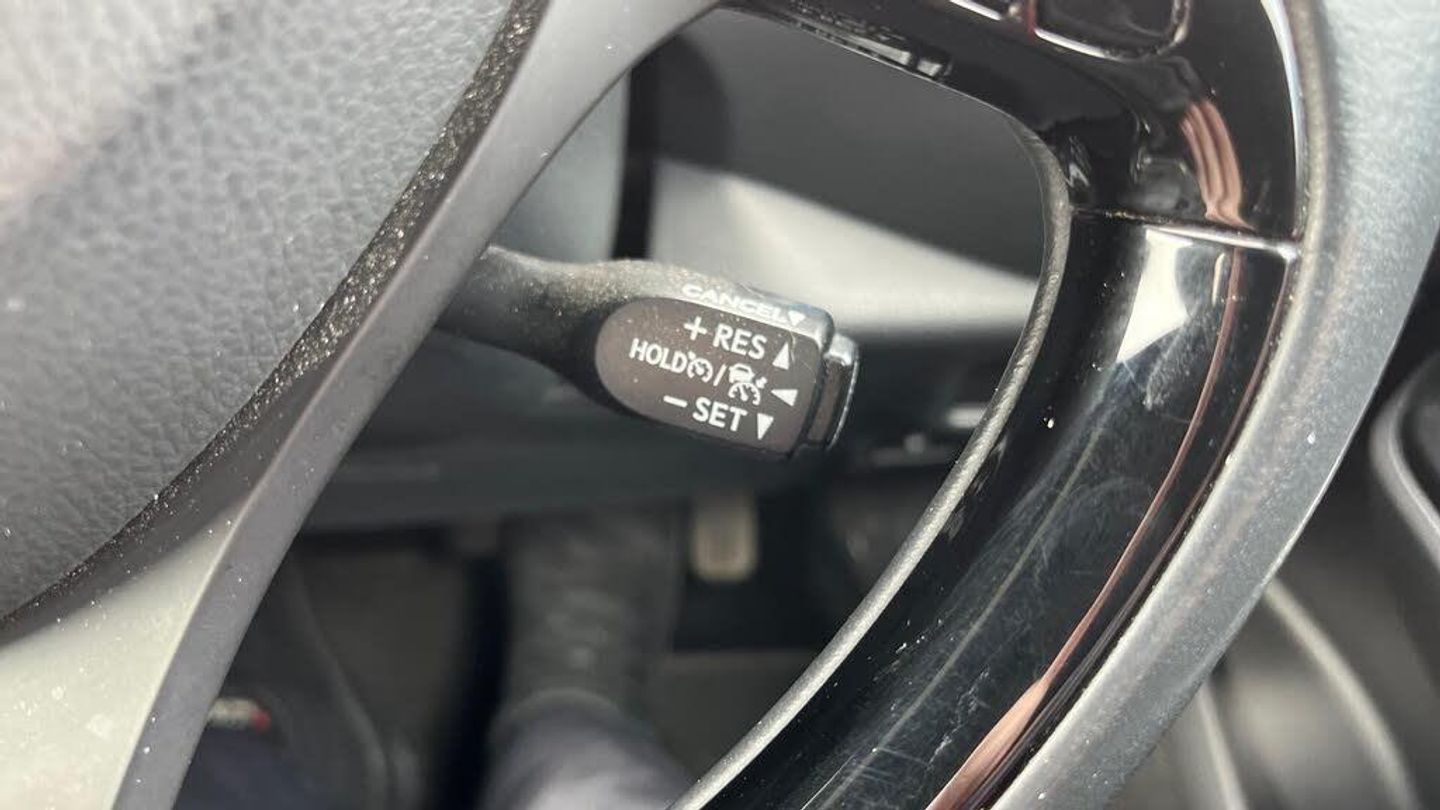 CANCEL▼
+ RES ▲
HOLD / ◀
− SET ▼